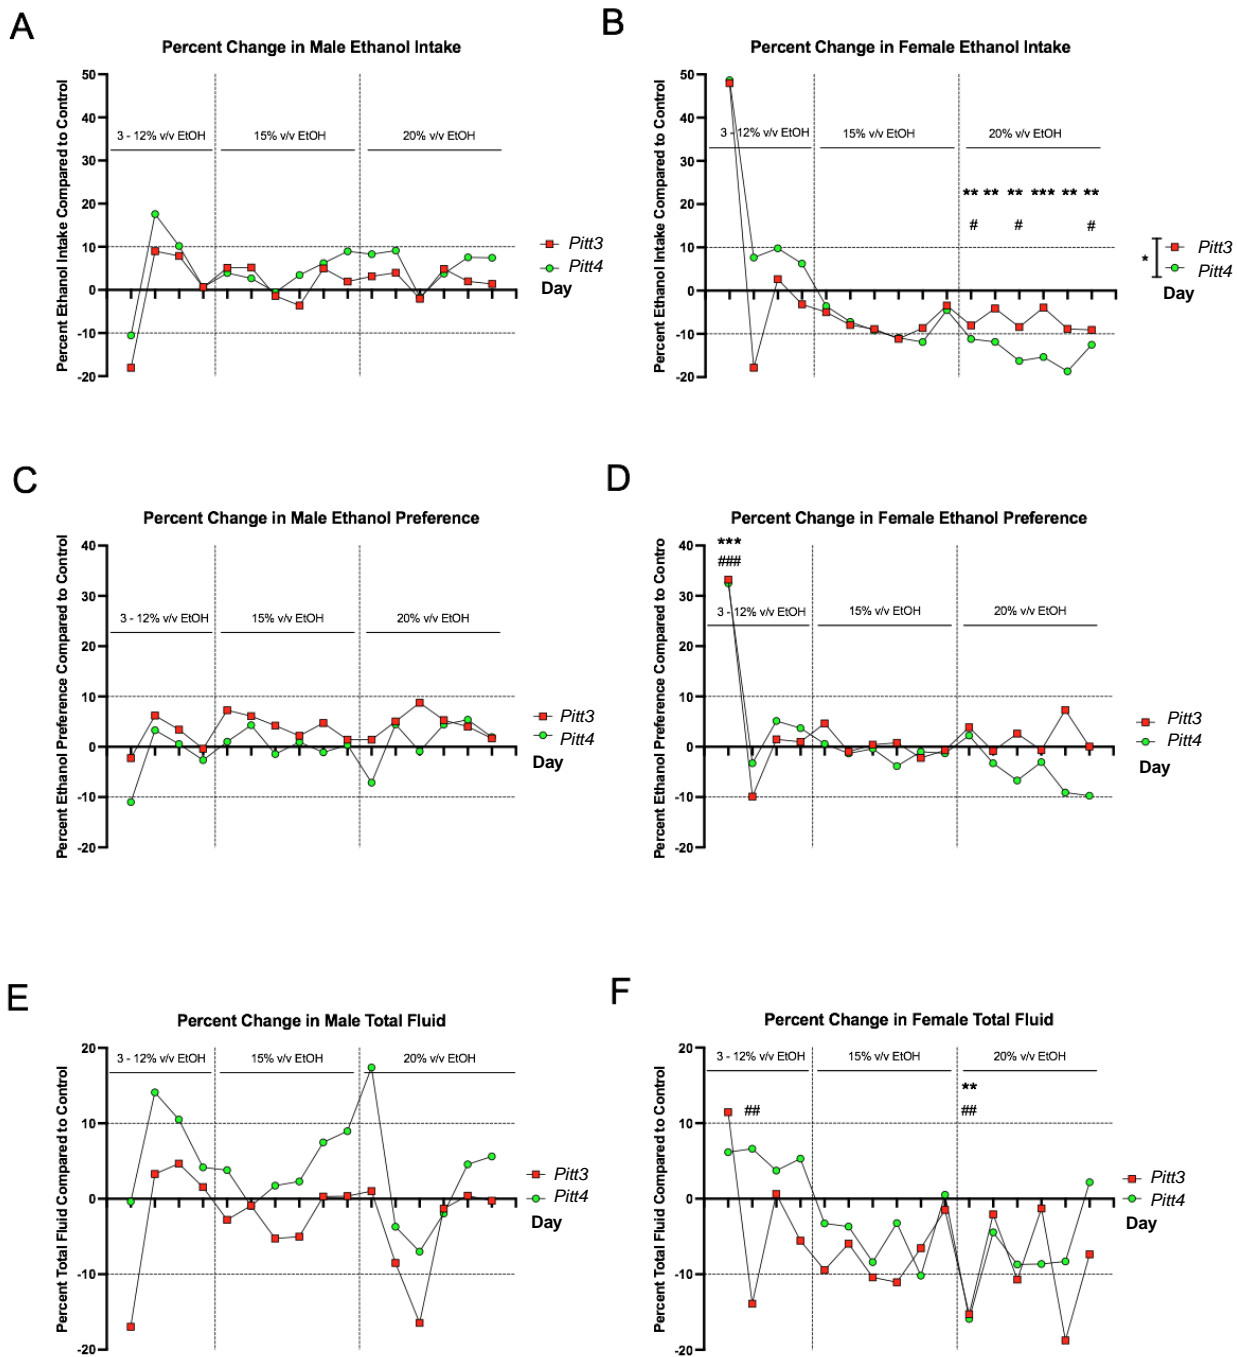 A
Percent Change in Male Ethanol Intake
Percent Ethanol Intake Compared to Control
50
40
30
20
10
0
-10
-20
3 - 12% v/v EtOH
15% v/v EtOH
20% v/v EtOH
Pitt3
Pitt4
Day
B
Percent Change in Female Ethanol Intake
Percent Ethanol Intake Compared to Control
50
40
30
20
10
0
-10
-20
3 - 12% v/v EtOH
15% v/v EtOH
20% v/v EtOH
** ** ** *** ** **
# # #
*
Pitt3
Pitt4
Day
C
Percent Change in Male Ethanol Preference
Percent Ethanol Preference Compared to Control
40
30
20
10
0
-10
-20
3 - 12% v/v EtOH
15% v/v EtOH
20% v/v EtOH
Pitt3
Pitt4
Day
D
Percent Change in Female Ethanol Preference
Percent Ethanol Preference Compared to Contro
40
30
20
10
0
-10
-20
***
###
3 - 12% v/v EtOH
15% v/v EtOH
20% v/v EtOH
Pitt3
Pitt4
Day
E
Percent Change in Male Total Fluid
Percent Total Fluid Compared to Control
20
10
0
-10
-20
3 - 12% v/v EtOH
15% v/v EtOH
20% v/v EtOH
Pitt3
Pitt4
Day
F
Percent Change in Female Total Fluid
Percent Total Fluid Compared to Control
20
10
0
-10
-20
3 - 12% v/v EtOH
15% v/v EtOH
20% v/v EtOH
##
**
##
Pitt3
Pitt4
Day